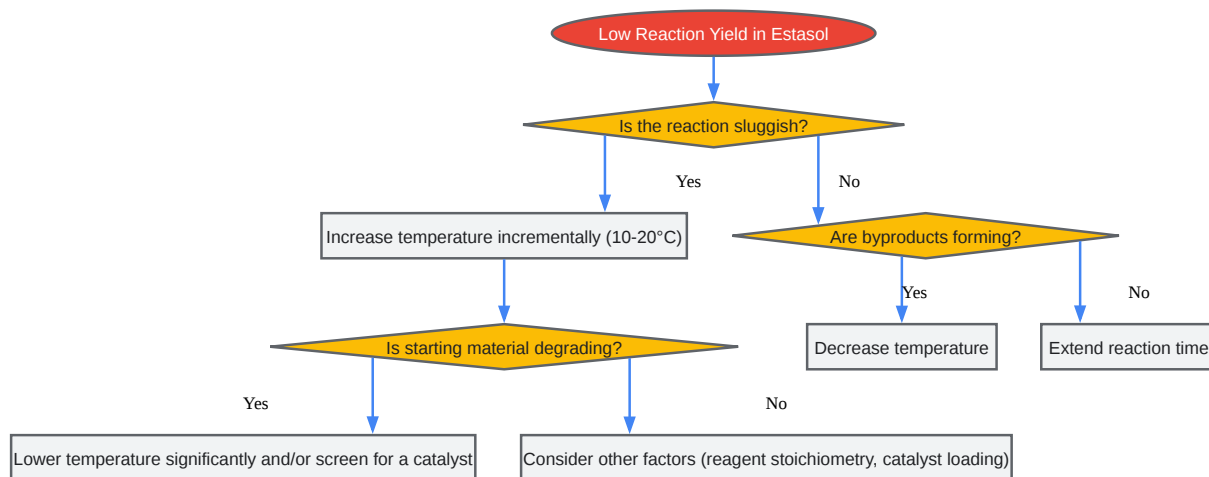 Low Reaction Yield in Estasol
Is the reaction sluggish?
Yes
No
Increase temperature incrementally (10-20°C)
Are byproducts forming?
Yes
No
Is starting material degrading?
Decrease temperature
Extend reaction time
Yes
No
Lower temperature significantly and/or screen for a catalyst
Consider other factors (reagent stoichiometry, catalyst loading)